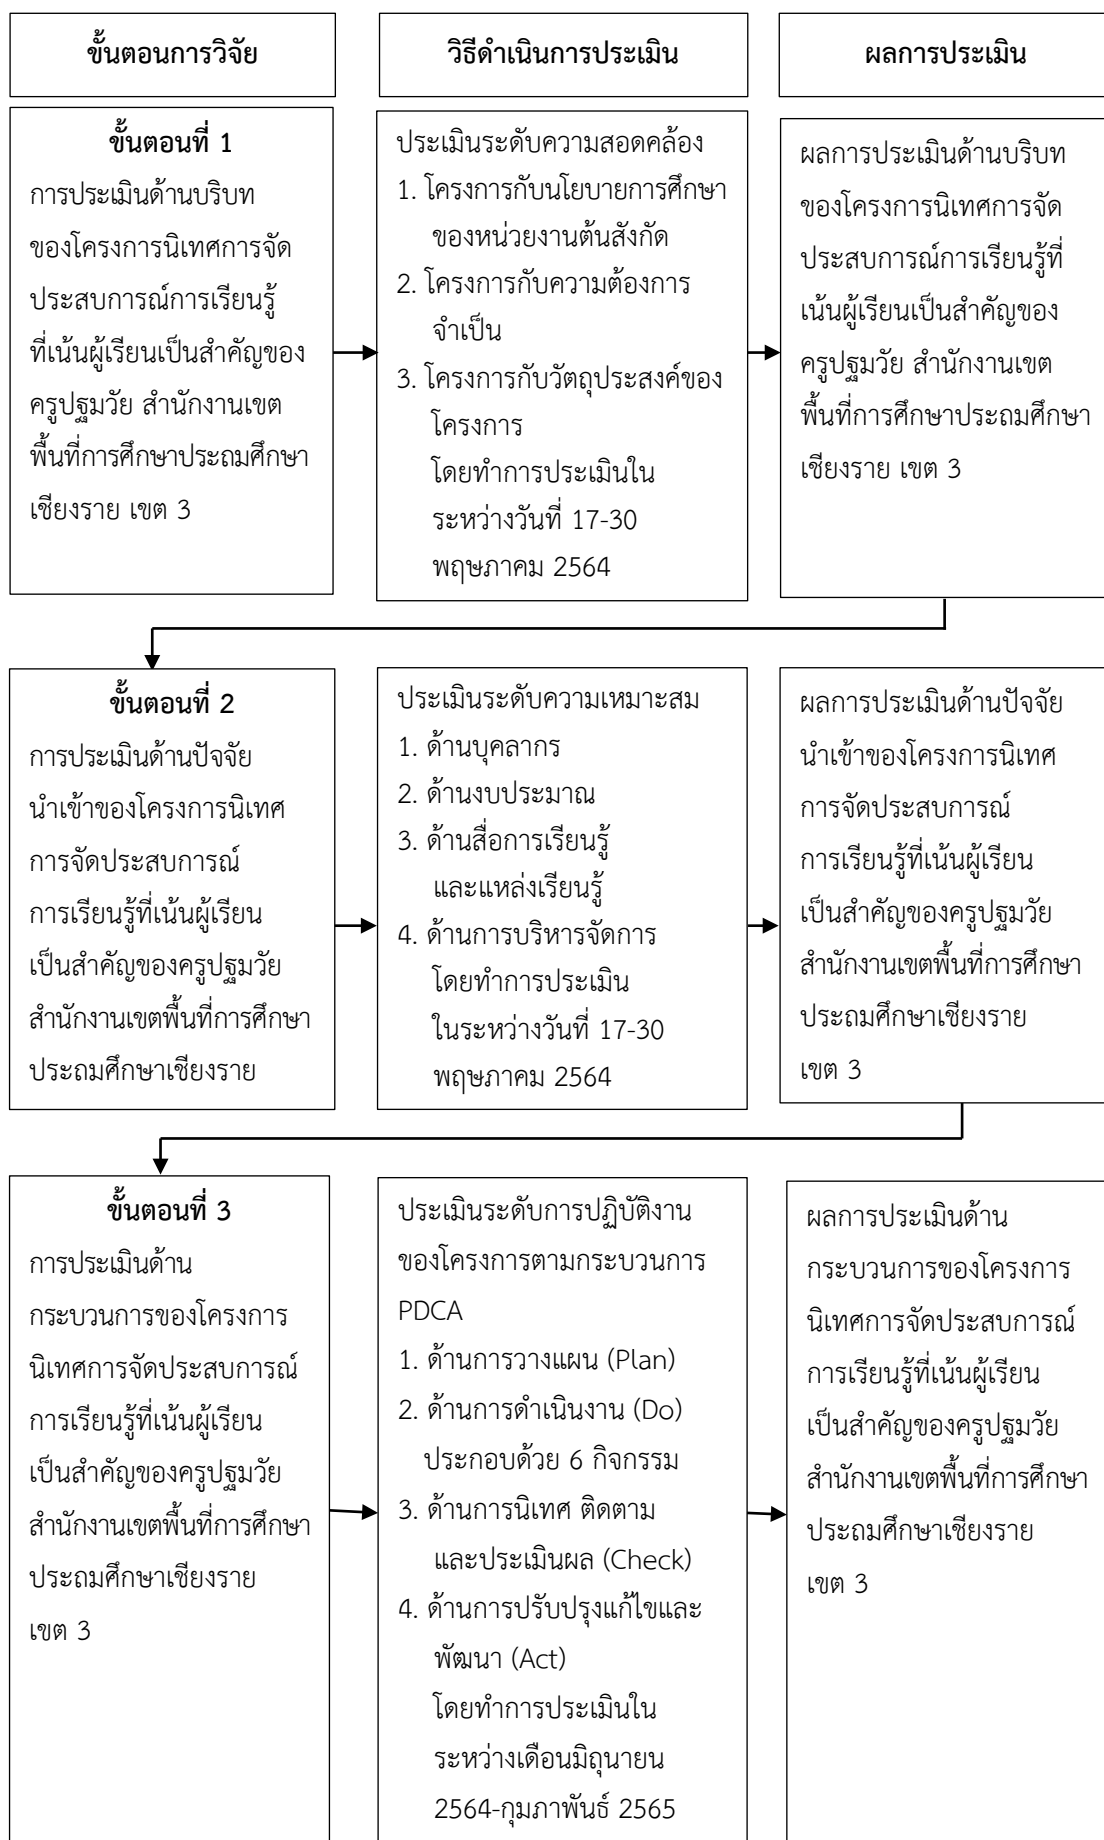 ขั้นตอนการวิจัย
วิธีดำเนินการประเมิน
ผลการประเมิน
ขั้นตอนที่ 1
การประเมินด้านบริบท
ของโครงการนิเทศการจัด
ประสบการณ์การเรียนรู้
ที่เน้นผู้เรียนเป็นสำคัญของ
ครูปฐมวัย สำนักงานเขต
พื้นที่การศึกษาประถมศึกษา
เชียงราย เขต 3
ประเมินระดับความสอดคล้อง
1. โครงการกับนโยบายการศึกษา
ของหน่วยงานต้นสังกัด
2. โครงการกับความต้องการ
จำเป็น
3. โครงการกับวัตถุประสงค์ของ
โครงการ
โดยทำการประเมินใน
ระหว่างวันที่ 17-30
พฤษภาคม 2564
ผลการประเมินด้านบริบท
ของโครงการนิเทศการจัด
ประสบการณ์การเรียนรู้ที่
เน้นผู้เรียนเป็นสำคัญของ
ครูปฐมวัย สำนักงานเขต
พื้นที่การศึกษาประถมศึกษา
เชียงราย เขต 3
ขั้นตอนที่ 2
การประเมินด้านปัจจัย
นำเข้าของโครงการนิเทศ
การจัดประสบการณ์
การเรียนรู้ที่เน้นผู้เรียน
เป็นสำคัญของครูปฐมวัย
สำนักงานเขตพื้นที่การศึกษา
ประถมศึกษาเชียงราย
ประเมินระดับความเหมาะสม
1. ด้านบุคลากร
2. ด้านงบประมาณ
3. ด้านสื่อการเรียนรู้
และแหล่งเรียนรู้
4. ด้านการบริหารจัดการ
โดยทำการประเมิน
ในระหว่างวันที่ 17-30
พฤษภาคม 2564
ผลการประเมินด้านปัจจัย
นำเข้าของโครงการนิเทศ
การจัดประสบการณ์
การเรียนรู้ที่เน้นผู้เรียน
เป็นสำคัญของครูปฐมวัย
สำนักงานเขตพื้นที่การศึกษา
ประถมศึกษาเชียงราย
เขต 3
ขั้นตอนที่ 3
การประเมินด้าน
กระบวนการของโครงการ
นิเทศการจัดประสบการณ์
การเรียนรู้ที่เน้นผู้เรียน
เป็นสำคัญของครูปฐมวัย
สำนักงานเขตพื้นที่การศึกษา
ประถมศึกษาเชียงราย
เขต 3
ประเมินระดับการปฏิบัติงาน
ของโครงการตามกระบวนการ
PDCA
1. ด้านการวางแผน (Plan)
2. ด้านการดำเนินงาน (Do)
ประกอบด้วย 6 กิจกรรม
3. ด้านการนิเทศ ติดตาม
และประเมินผล (Check)
4. ด้านการปรับปรุงแก้ไขและ
พัฒนา (Act)
โดยทำการประเมินใน
ระหว่างเดือนมิถุนายน
2564-กุมภาพันธ์ 2565
ผลการประเมินด้าน
กระบวนการของโครงการ
นิเทศการจัดประสบการณ์
การเรียนรู้ที่เน้นผู้เรียน
เป็นสำคัญของครูปฐมวัย
สำนักงานเขตพื้นที่การศึกษา
ประถมศึกษาเชียงราย
เขต 3